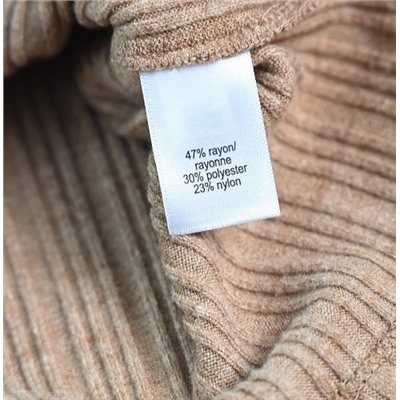 47% rayon/
rayonne
30% polyester
23% nylon